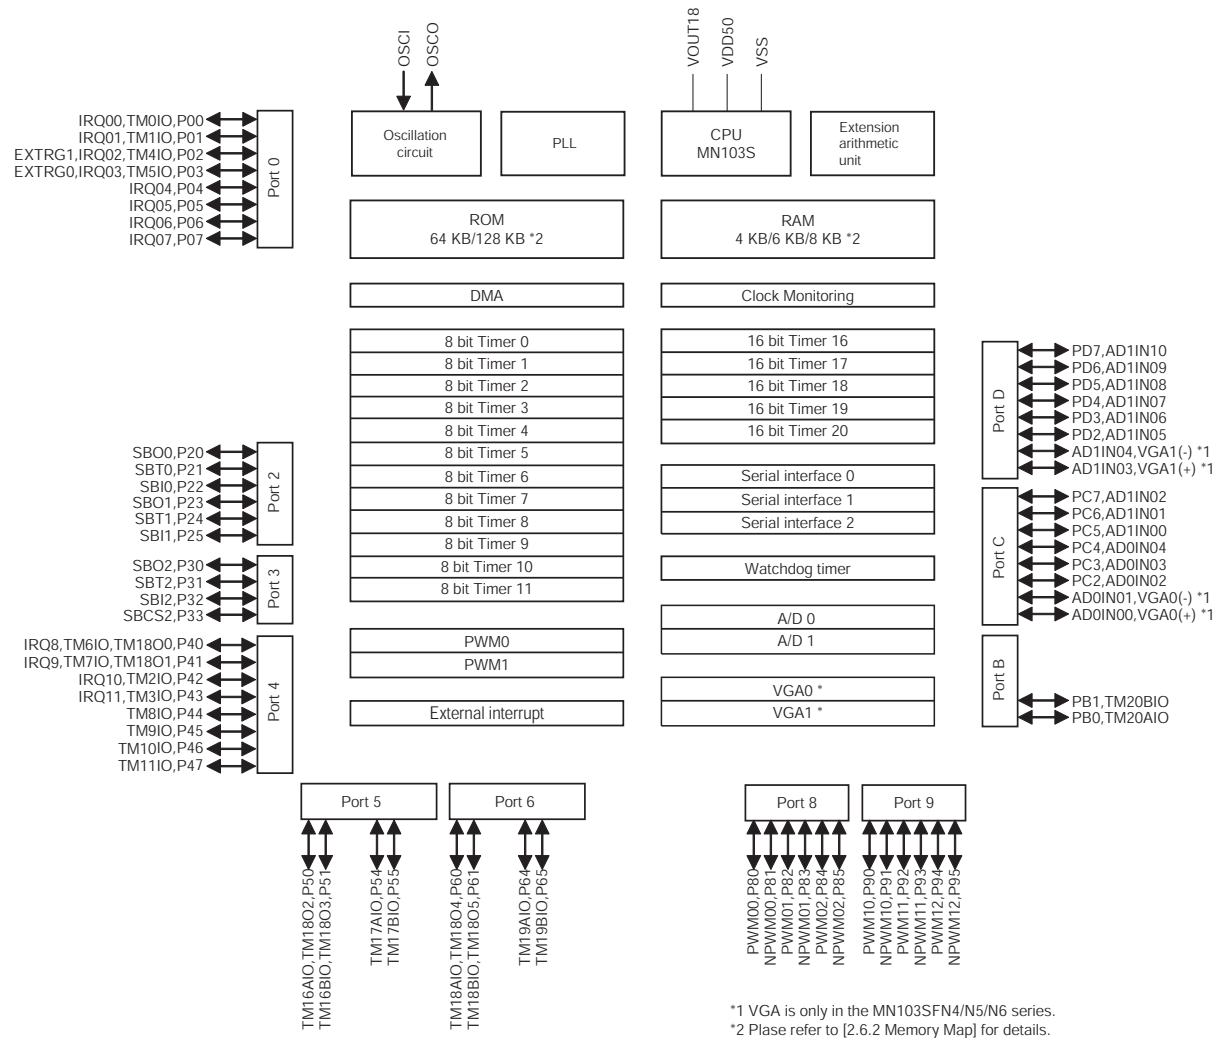 OSCI
OSCO
VOUT18
VDD50
VSS
Oscillation
circuit
PLL
CPU
MN103S
Extension
arithmetic
unit
IRQ00,TM0IO,P00
IRQ01,TM1IO,P01
EXTRG1,IRQ02,TM4IO,P02
EXTRG0,IRQ03,TM5IO,P03
IRQ04,P04
IRQ05,P05
IRQ06,P06
IRQ07,P07
Port 0
ROM
64 KB/128 KB *2
RAM
4 KB/6 KB/8 KB *2
DMA
Clock Monitoring
8 bit Timer 0
8 bit Timer 1
8 bit Timer 2
8 bit Timer 3
8 bit Timer 4
8 bit Timer 5
8 bit Timer 6
8 bit Timer 7
8 bit Timer 8
8 bit Timer 9
8 bit Timer 10
8 bit Timer 11
16 bit Timer 16
16 bit Timer 17
16 bit Timer 18
16 bit Timer 19
16 bit Timer 20
Serial interface 0
Serial interface 1
Serial interface 2
Watchdog timer
A/D 0
A/D 1
PWM0
PWM1
VGA0 *
VGA1 *
External interrupt
SBO0,P20
SBT0,P21
SBI0,P22
SBO1,P23
SBT1,P24
SBI1,P25
Port 2
SBO2,P30
SBT2,P31
SBI2,P32
SBCS2,P33
Port 3
IRQ8,TM6IO,TM18O0,P40
IRQ9,TM7IO,TM18O1,P41
IRQ10,TM2IO,P42
IRQ11,TM3IO,P43
TM8IO,P44
TM9IO,P45
TM10IO,P46
TM11IO,P47
Port 4
Port D
PD7,AD1IN10
PD6,AD1IN09
PD5,AD1IN08
PD4,AD1IN07
PD3,AD1IN06
PD2,AD1IN05
AD1IN04,VGA1(-) *1
AD1IN03,VGA1(+) *1
Port C
PC7,AD1IN02
PC6,AD1IN01
PC5,AD1IN00
PC4,AD0IN04
PC3,AD0IN03
PC2,AD0IN02
AD0IN01,VGA0(-) *1
AD0IN00,VGA0(+) *1
Port B
PB1,TM20BIO
PB0,TM20AIO
Port 5
TM16AIO,TM18O2,P50
TM16BIO,TM18O3,P51
TM17AIO,P54
TM17BIO,P55
Port 6
TM18AIO,TM18O4,P60
TM18BIO,TM18O5,P61
TM19AIO,P64
TM19BIO,P65
Port 8
PWM00,P80
NPWM00,P81
PWM01,P82
NPWM01,P83
PWM02,P84
NPWM02,P85
Port 9
PWM10,P90
NPWM10,P91
PWM11,P92
NPWM11,P93
PWM12,P94
NPWM12,P95
*1 VGA is only in the MN103SFN4/N5/N6 series.
*2 Plase refer to [2.6.2 Memory Map] for details.